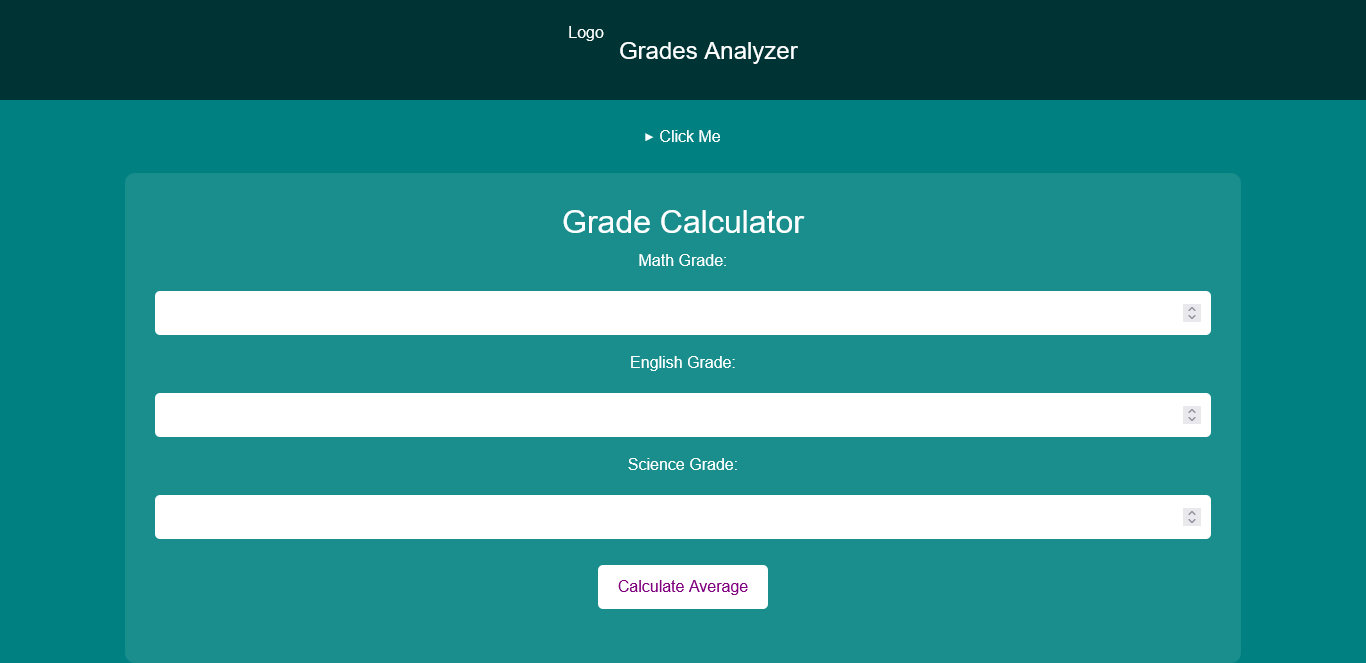 Logo
Grades Analyzer
▸ Click Me
Grade Calculator
Math Grade:
English Grade:
Science Grade:
Calculate Average